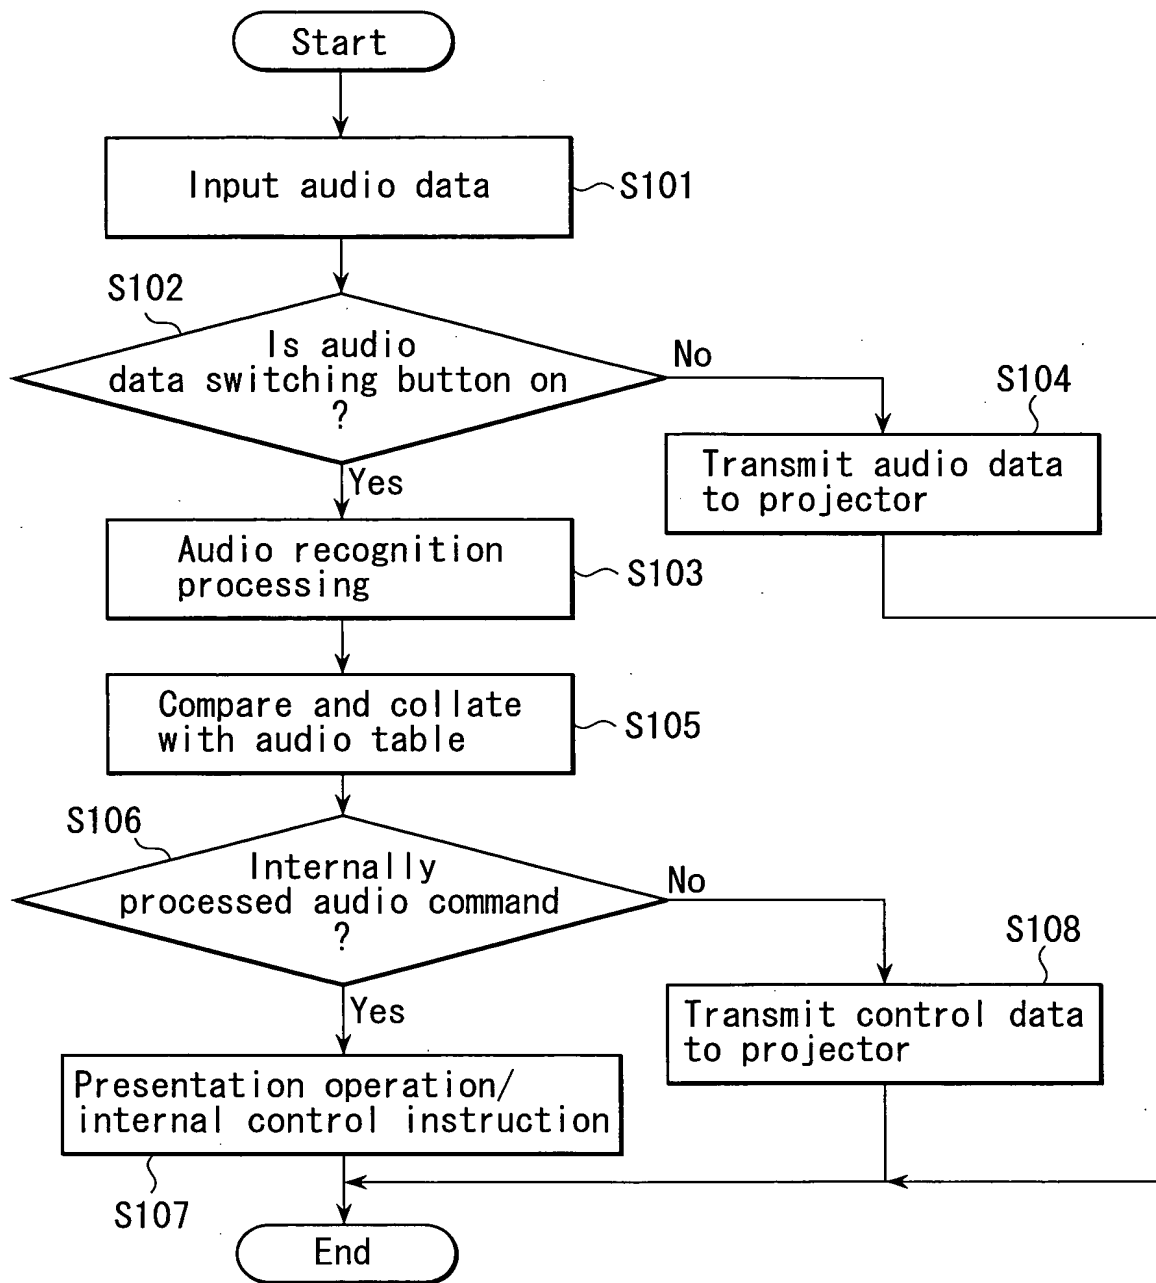 Start
Input audio data
S101
S102
Is audio
data switching button on
?
No
Yes
S104
Transmit audio data
to projector
Audio recognition
processing
S103
Compare and collate
with audio table
S105
S106
Internally
processed audio command
?
No
Yes
S108
Transmit control data
to projector
Presentation operation/
internal control instruction
S107
End